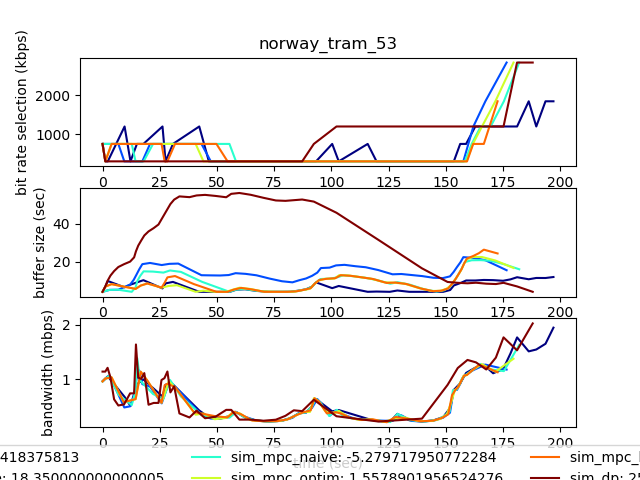 norway_tram_53
bit rate selection (kbps)
2000
1000
0 25 50 75 100 125 150 175 200
buffer size (sec)
40
20
0 25 50 75 100 125 150 175 200
bandwidth (mbps)
2
1
0 25 50 75 100 125 150 175 200
time (sec)
418375813 sim_mpc_naive: -5.279717950772284 sim_mpc_
: 18.350000000000005 sim_mpc_optim: 1.5578901956524276 sim_dp: 2